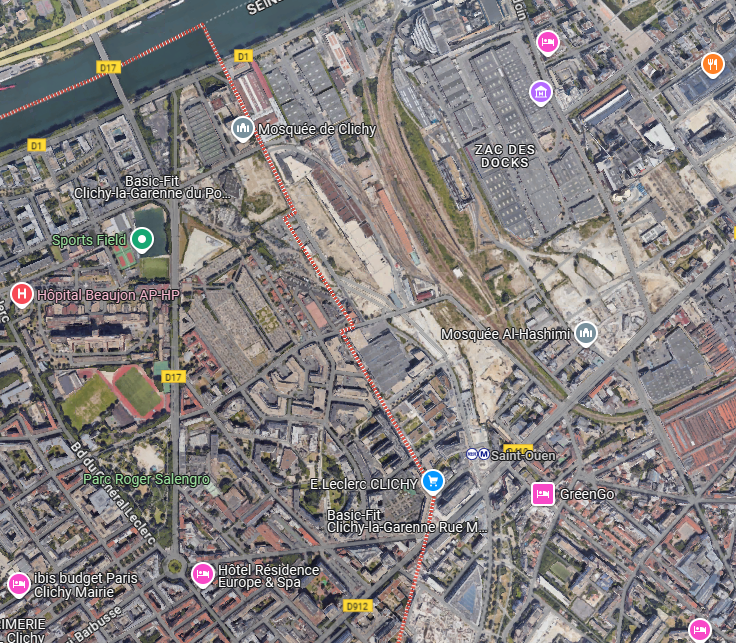 SEINE
D17
D1
Mosquée de Clichy
ZAC DES
DOCKS
D1
Basic-Fit
Clichy-la-Garenne du Po...
Sports Field
H
Hôpital Beaujon AP-HP
Mosquée Al-Hashimi
D17
Bd du Général Leclerc
Parc Roger Salengro
E.Leclerc CLICHY
RER
M
Saint-Ouen
GreenGo
Basic-Fit
Clichy-la-Garenne Rue M...
Hôtel Résidence
Europe & Spa
ibis budget Paris
Clichy Mairie
D912
Barbusse
IMERIE
Clichy